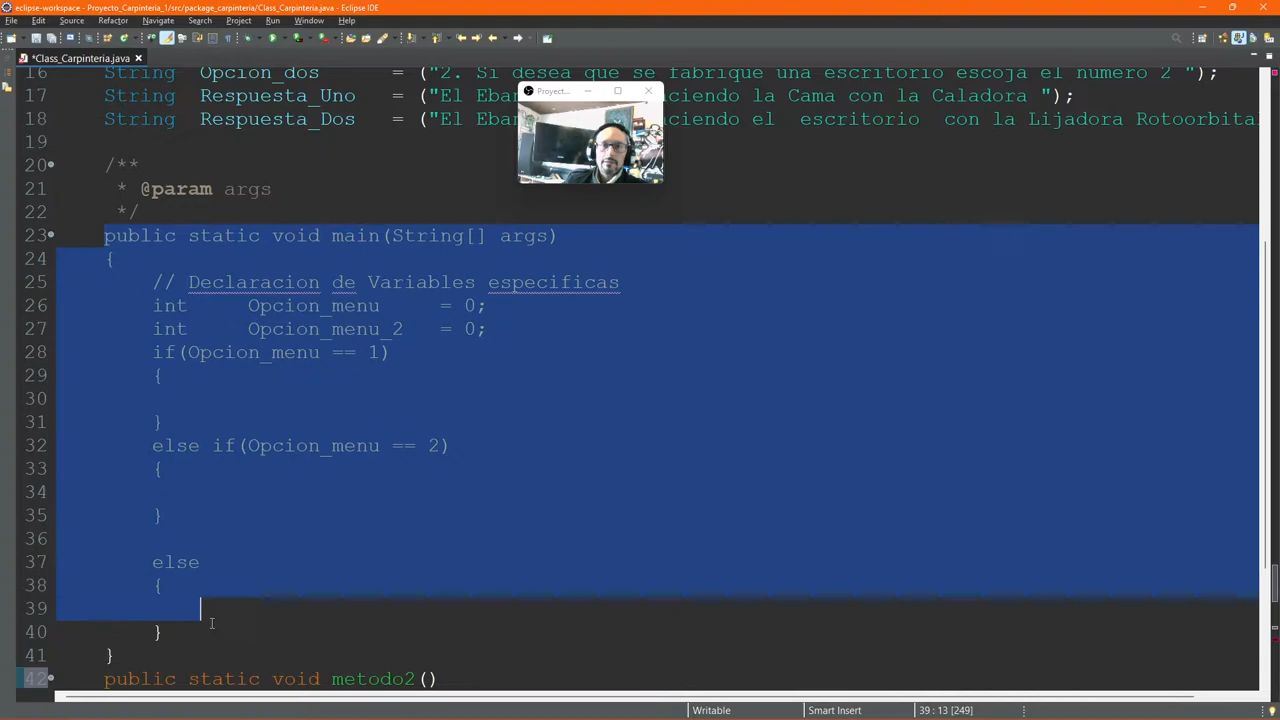 eclipse-workspace - Proyecto_Carpinteria_1/src/package_carpinteria/Class_Carpinteria.java - Eclipse IDE
File Edit Source Refactor Navigate Search Project Run Window Help
*Class_Carpinteria.java
16 String Opcion_dos = ("2. Si desea que se fabrique una escritorio escoja el numero 2 ");
Proyect...
17 String Respuesta_Uno = ("El Eban aciendo la Cama con la Caladora ");
18 String Respuesta_Dos = ("El Eban aciendo el escritorio con la Lijadora Rotoorbital
19
20 /**
21 * @param args
22 */
23 public static void main(String[] args)
24 {
25 // Declaracion de Variables especificas
26 int Opcion_menu = 0;
27 int Opcion_menu_2 = 0;
28 if(Opcion_menu == 1)
29 {
30
31 }
32 else if(Opcion_menu == 2)
33 {
34
35 }
36
37 else
38 {
39
40 }
41 }
42 public static void metodo2()
Writable Smart Insert 39 : 13 [249]